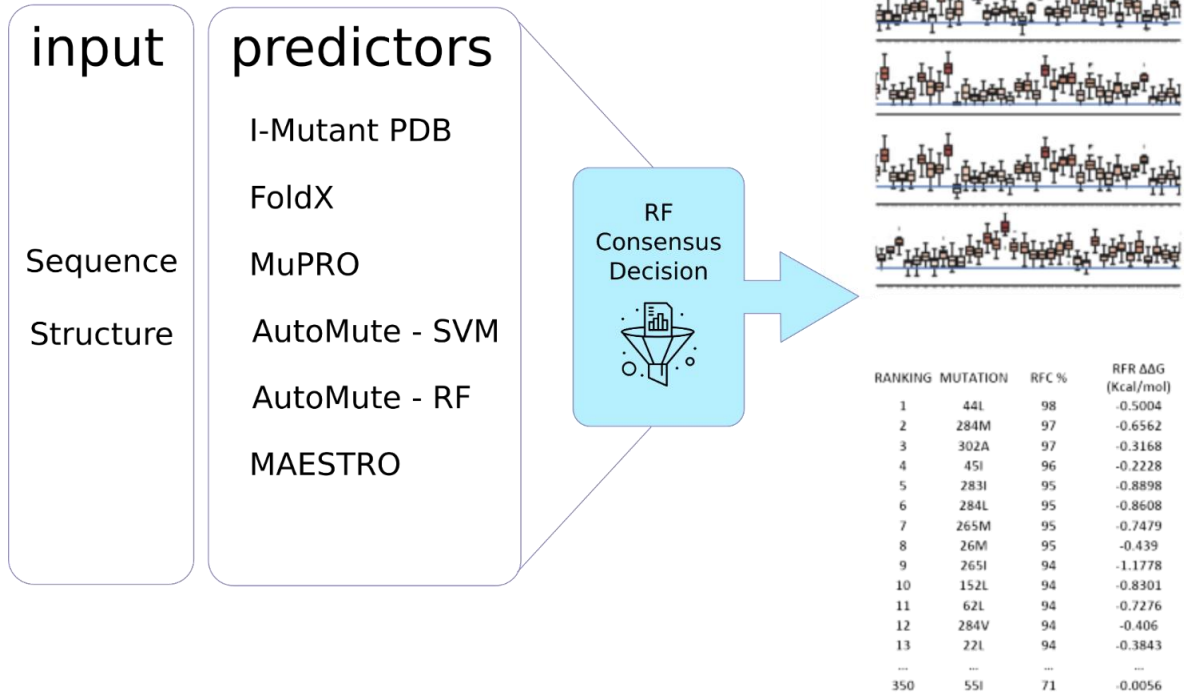 input
Sequence
Structure
predictors
I-Mutant PDB
FoldX
MuPRO
AutoMute - SVM
AutoMute - RF
MAESTRO
RF
Consensus
Decision
RANKING MUTATION RFC % RFR ΔΔG
(Kcal/mol)
1 44L 98 -0.5004
2 284M 97 -0.6562
3 302A 97 -0.3168
4 45I 96 -0.2228
5 283I 95 -0.8898
6 284L 95 -0.8608
7 265M 95 -0.7479
8 26M 95 -0.439
9 265I 94 -1.1778
10 152L 94 -0.8301
11 62L 94 -0.7276
12 284V 94 -0.406
13 22L 94 -0.3843
... ... ... ...
350 55I 71 -0.0056